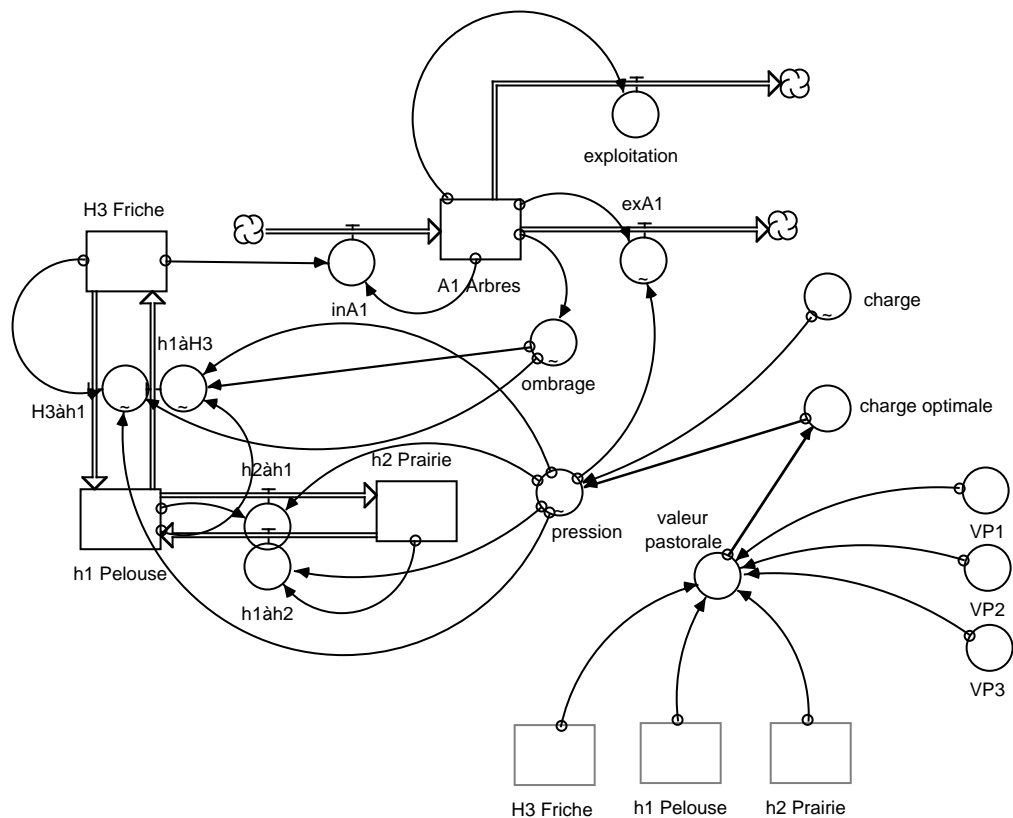 exploitation
H3 Friche
exA1
A1 Arbres
inA1
charge
h1àH3
ombrage
H3àh1
charge optimale
h2àh1
h2 Prairie
valeur
pastorale
pression
VP1
h1 Pelouse
h1àh2
VP2
VP3
H3 Friche
h1 Pelouse
h2 Prairie
~
~
~
~
~
~